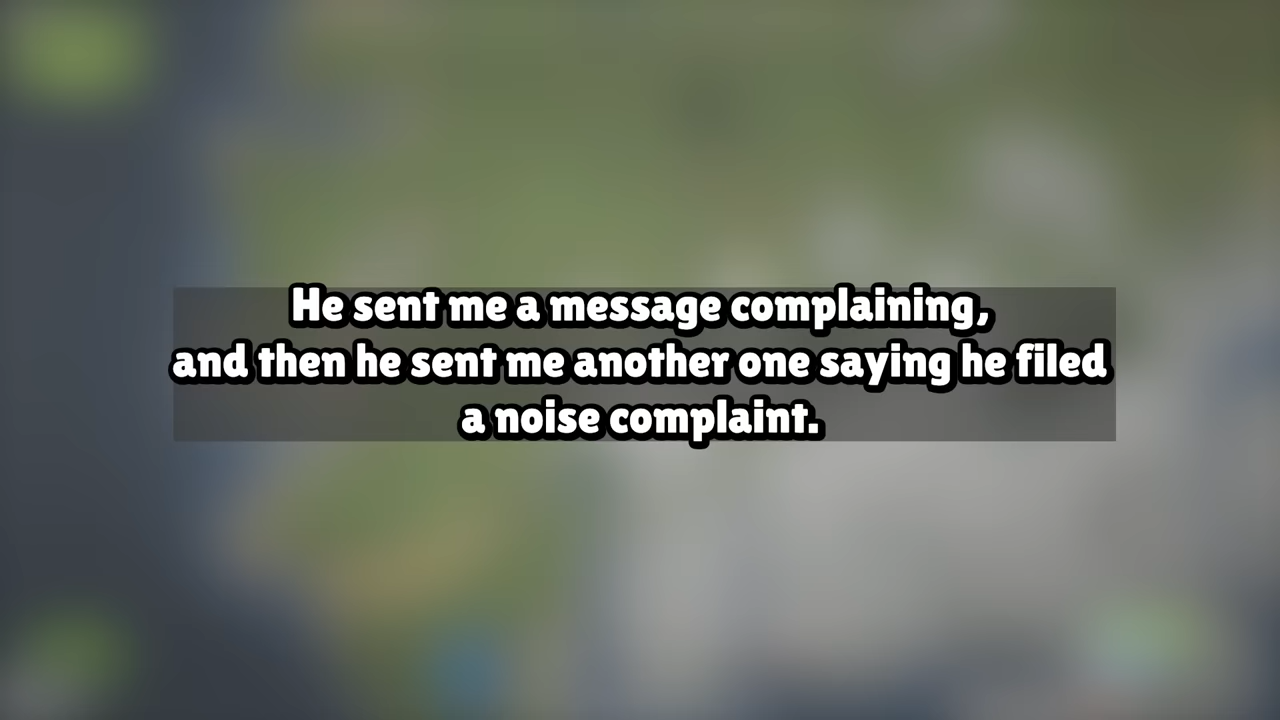 He sent me a message complaining,
and then he sent me another one saying he filed
a noise complaint.